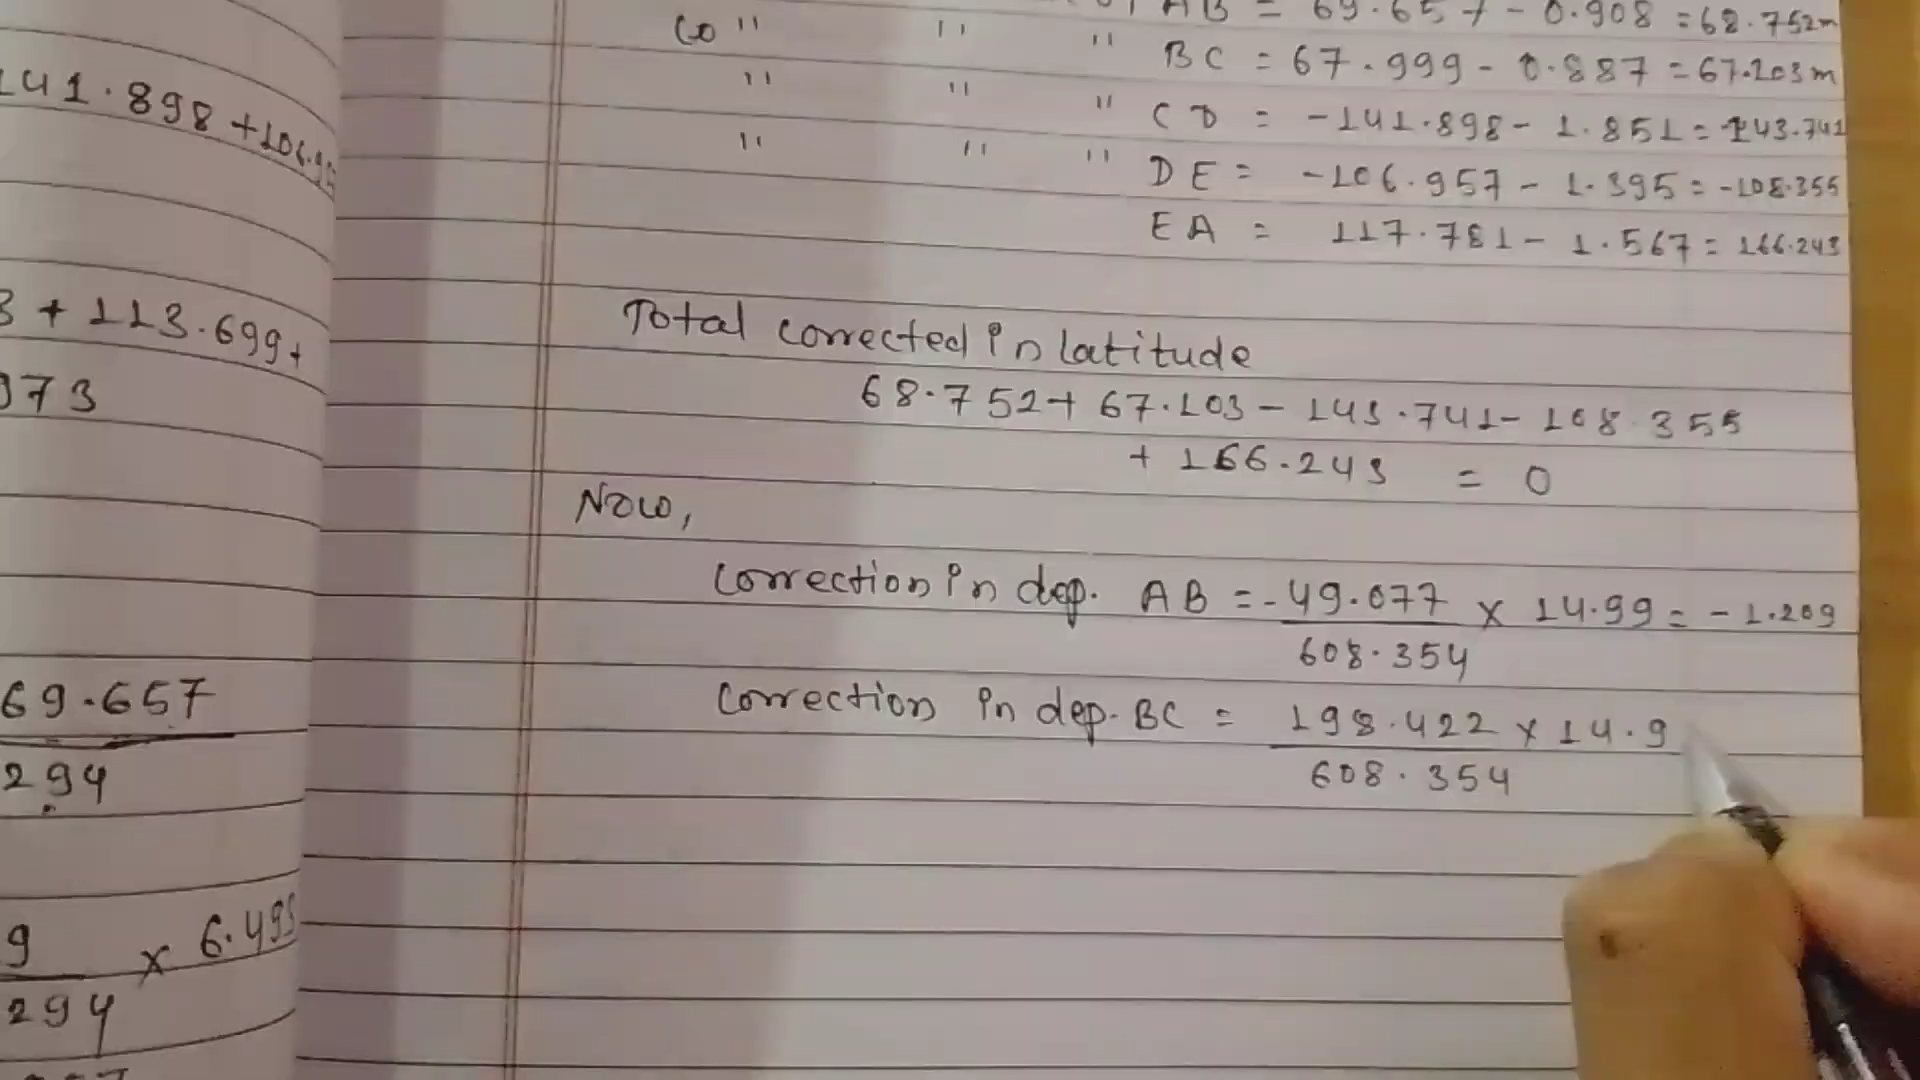 41.898 +106.9
3 + 113.699+
973
69.657
294
9 × 6.493
294
AB = 69.657 - 0.908 = 68.752m
Co " " " BC = 67.999 - 0.887 = 67.103m
" " " CD = -141.898 - 1.851 = -143.741
" " " DE = -106.957 - 1.395 = -108.355
EA = 117.781 - 1.567 = 166.243
Total corrected in latitude
68.752 + 67.103 - 143.741 - 108.355
+ 166.243 = 0
Now,
Correction in dep. AB = -49.077 × 14.99 = -1.209
608.354
Correction in dep. BC = 198.422 × 14.9
608.354